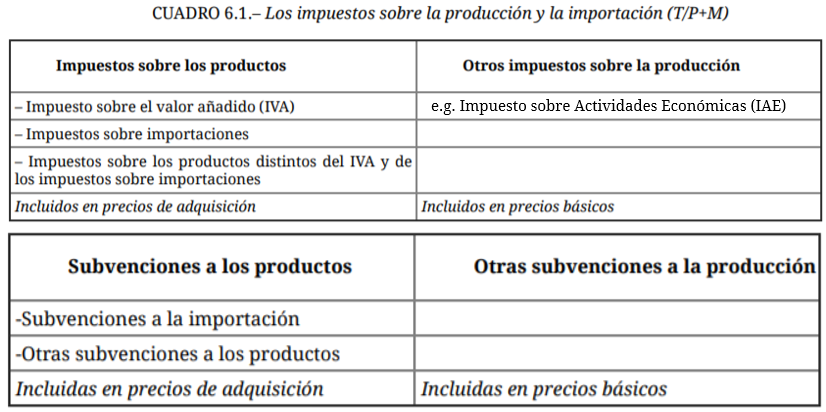 CUADRO 6.1.– Los impuestos sobre la producción y la importación (T/P+M)
Impuestos sobre los productos
Otros impuestos sobre la producción
– Impuesto sobre el valor añadido (IVA)
e.g. Impuesto sobre Actividades Económicas (IAE)
– Impuestos sobre importaciones
– Impuestos sobre los productos distintos del IVA y de
los impuestos sobre importaciones
Incluidos en precios de adquisición
Incluidos en precios básicos
Subvenciones a los productos
Otras subvenciones a la producción
-Subvenciones a la importación
-Otras subvenciones a los productos
Incluidas en precios de adquisición
Incluidas en precios básicos